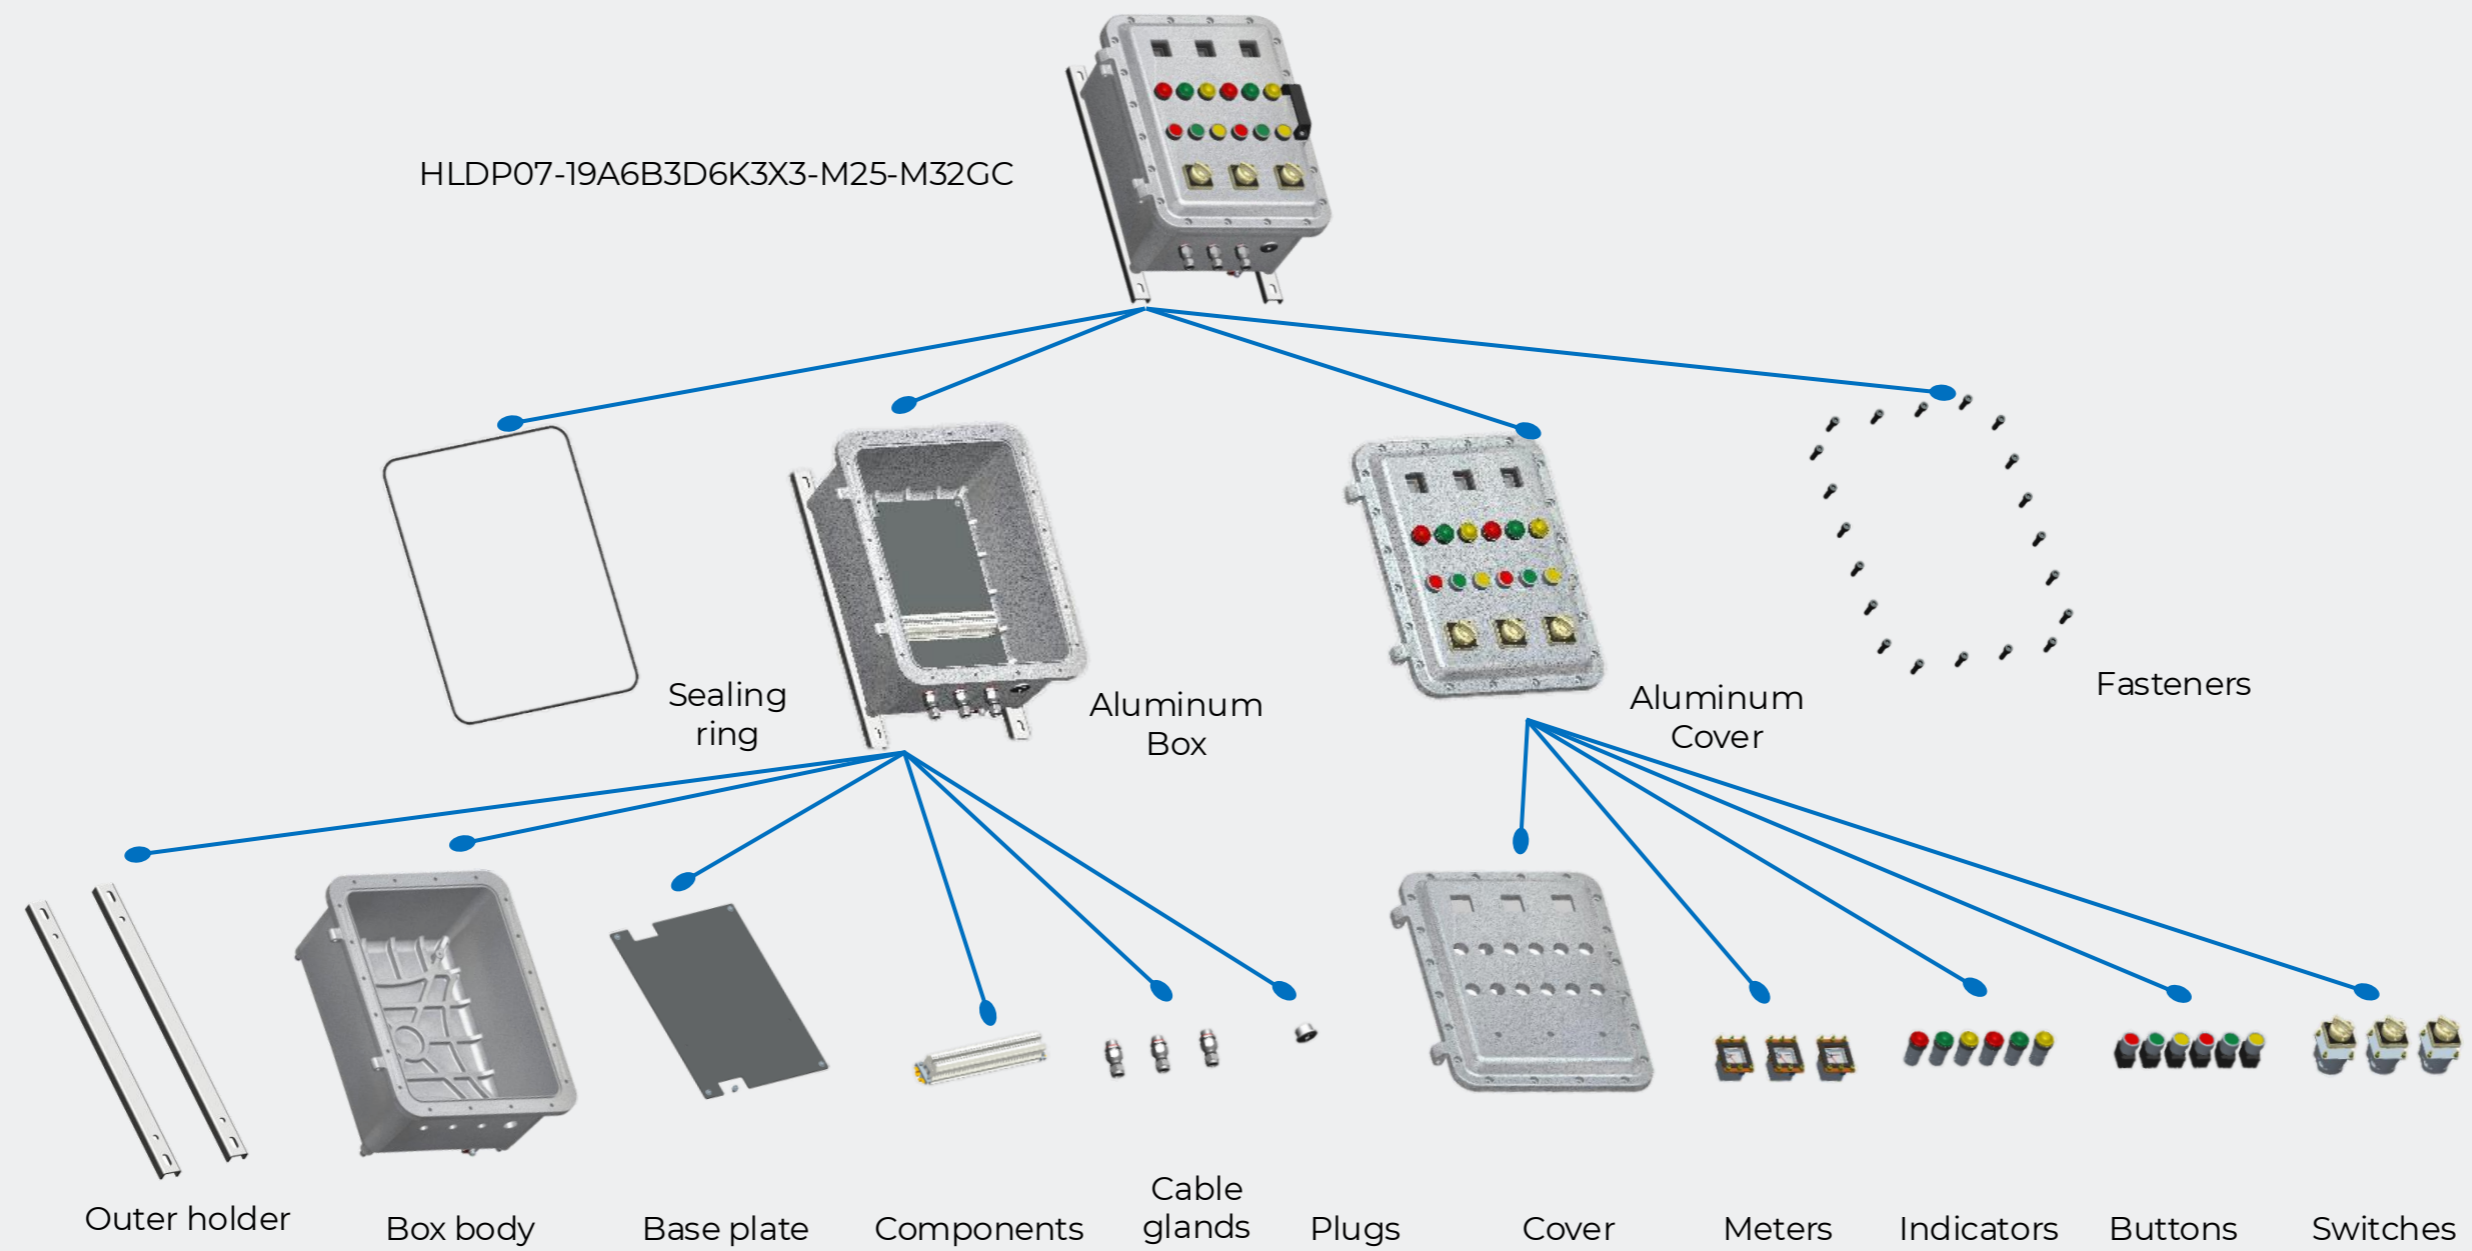 HLDP07-19A6B3D6K3X3-M25-M32GC
Sealing
ring
Aluminum
Box
Aluminum
Cover
Fasteners
Outer holder
Box body
Base plate
Components
Cable
glands
Plugs
Cover
Meters
Indicators
Buttons
Switches